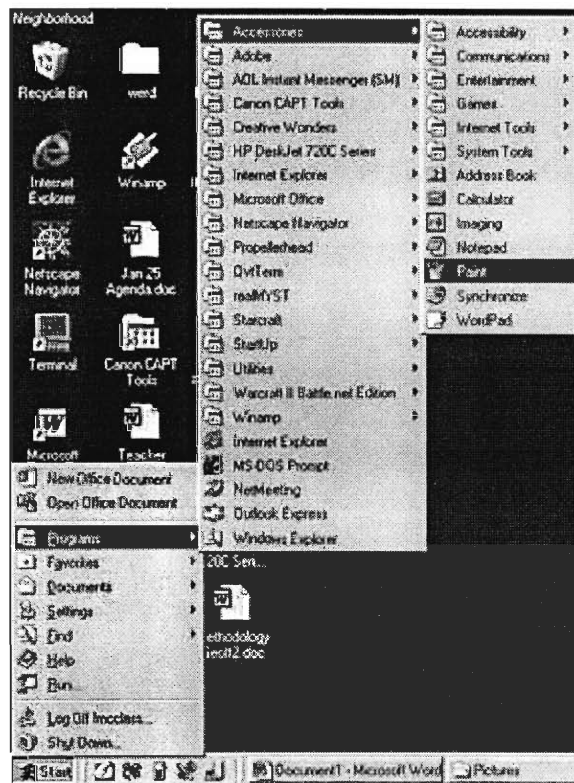 Neighborhood
Recycle Bin
word
Internet
Explorer
Winamp
Netscape
Navigator
Jan 25
Agenda.doc
Terminal
Canon CAPT
Tools
Microsoft
Teacher
New Office Document
Open Office Document
Programs
Favorites
Documents
Settings
Find
Help
Run...
Log Off
Shut Down...
Accessories
Adobe
AOL Instant Messenger (SM)
Canon CAPT Tools
Creative Wonders
HP DeskJet 720C Series
Internet Explorer
Microsoft Office
Netscape Navigator
Propellerhead
QvtTerm
realMYST
Starcraft
StartUp
Utilities
Warcraft II Battle.net Edition
Winamp
Internet Explorer
MS-DOS Prompt
NetMeeting
Outlook Express
Windows Explorer
Accessibility
Communications
Entertainment
Games
Internet Tools
System Tools
Address Book
Calculator
Imaging
Notepad
Paint
Synchronize
WordPad
20C Seri...
ethodology
Start
Document1 - Microsoft Word
Pictures